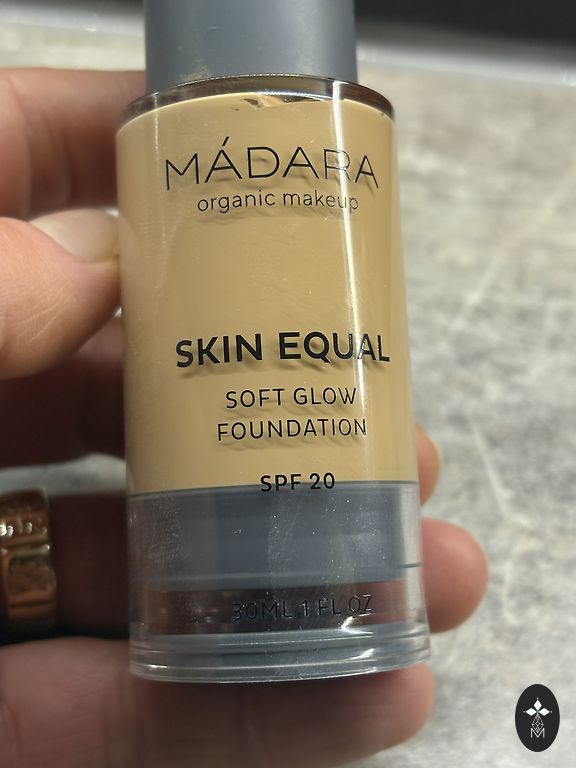 MÁDARA
organic makeup
SKIN EQUAL
SOFT GLOW
FOUNDATION
SPF 20
30ML 1 FL OZ